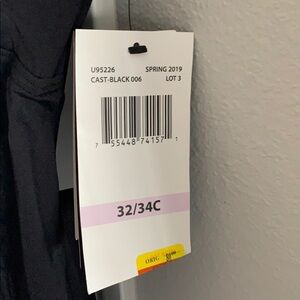 U95226 SPRING 2019
CAST-BLACK 006 LOT 3
7 55448 74157 1
32/34C
ORIG